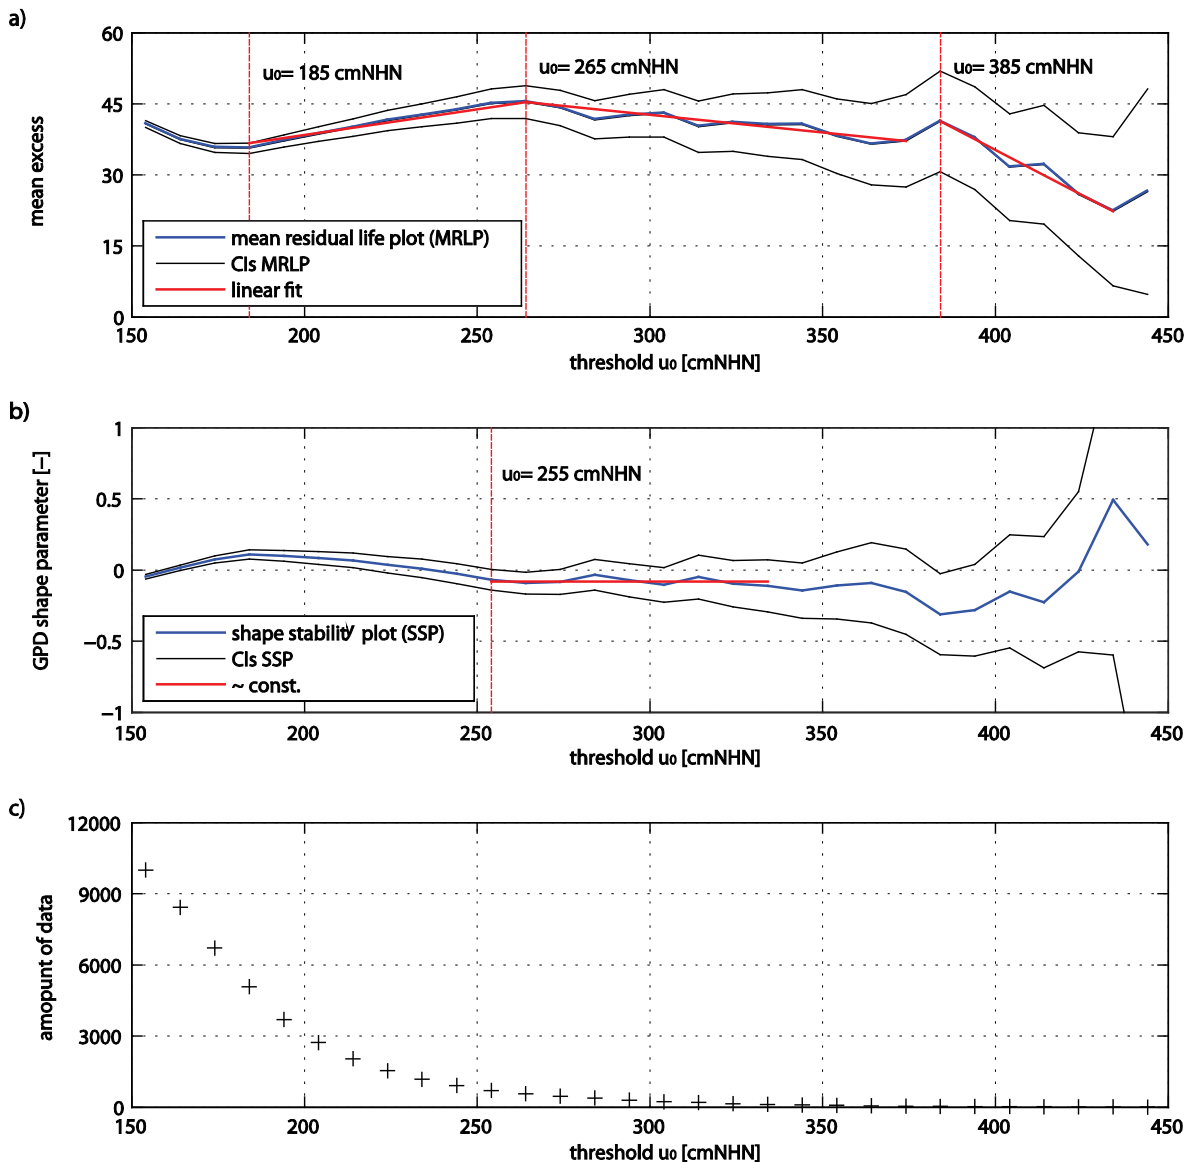 a)
60
45
30
15
0
mean excess
u₀= 185 cmNHN
u₀= 265 cmNHN
u₀= 385 cmNHN
mean residual life plot (MRLP)
CIs MRLP
linear fit
150 200 250 300 350 400 450
threshold u₀ [cmNHN]
b)
1
0.5
0
−0.5
−1
GPD shape parameter [−]
u₀= 255 cmNHN
shape stability plot (SSP)
CIs SSP
~ const.
150 200 250 300 350 400 450
threshold u₀ [cmNHN]
c)
12000
9000
6000
3000
0
amopunt of data
150 200 250 300 350 400 450
threshold u₀ [cmNHN]